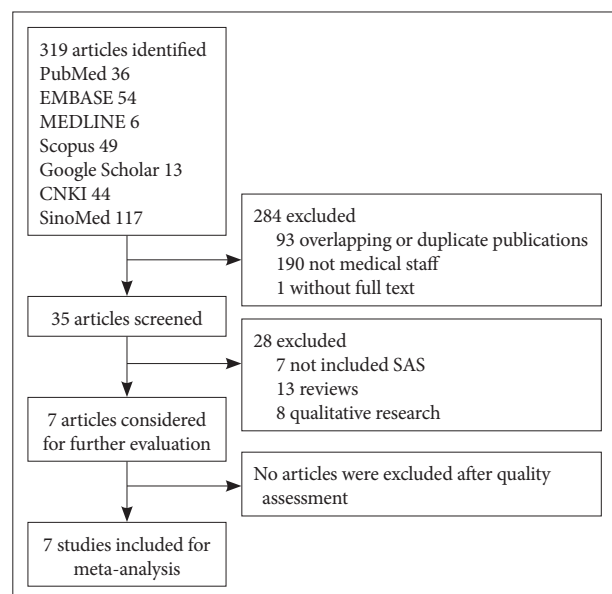 319 articles identified
PubMed 36
EMBASE 54
MEDLINE 6
Scopus 49
Google Scholar 13
CNKI 44
SinoMed 117
284 excluded
93 overlapping or duplicate publications
190 not medical staff
1 without full text
35 articles screened
28 excluded
7 not included SAS
13 reviews
8 qualitative research
7 articles considered
for further evaluation
No articles were excluded after quality
assessment
7 studies included for
meta-analysis